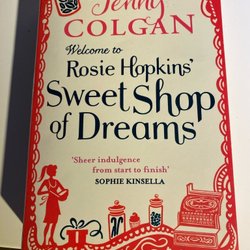 Jenny
COLGAN
Welcome to
Rosie Hopkins'
Sweet Shop
of Dreams
'Sheer indulgence
from start to finish'
SOPHIE KINSELLA